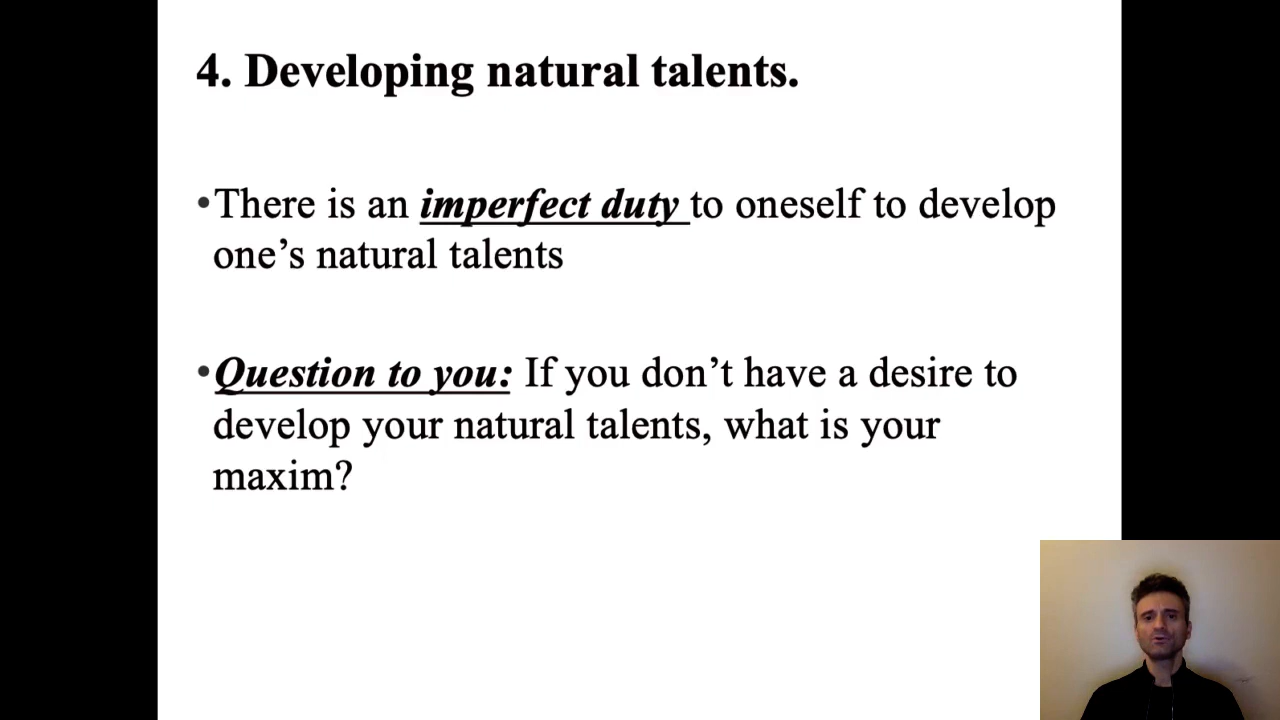 4. Developing natural talents.
•There is an imperfect duty to oneself to develop
one’s natural talents
•Question to you: If you don’t have a desire to
develop your natural talents, what is your
maxim?